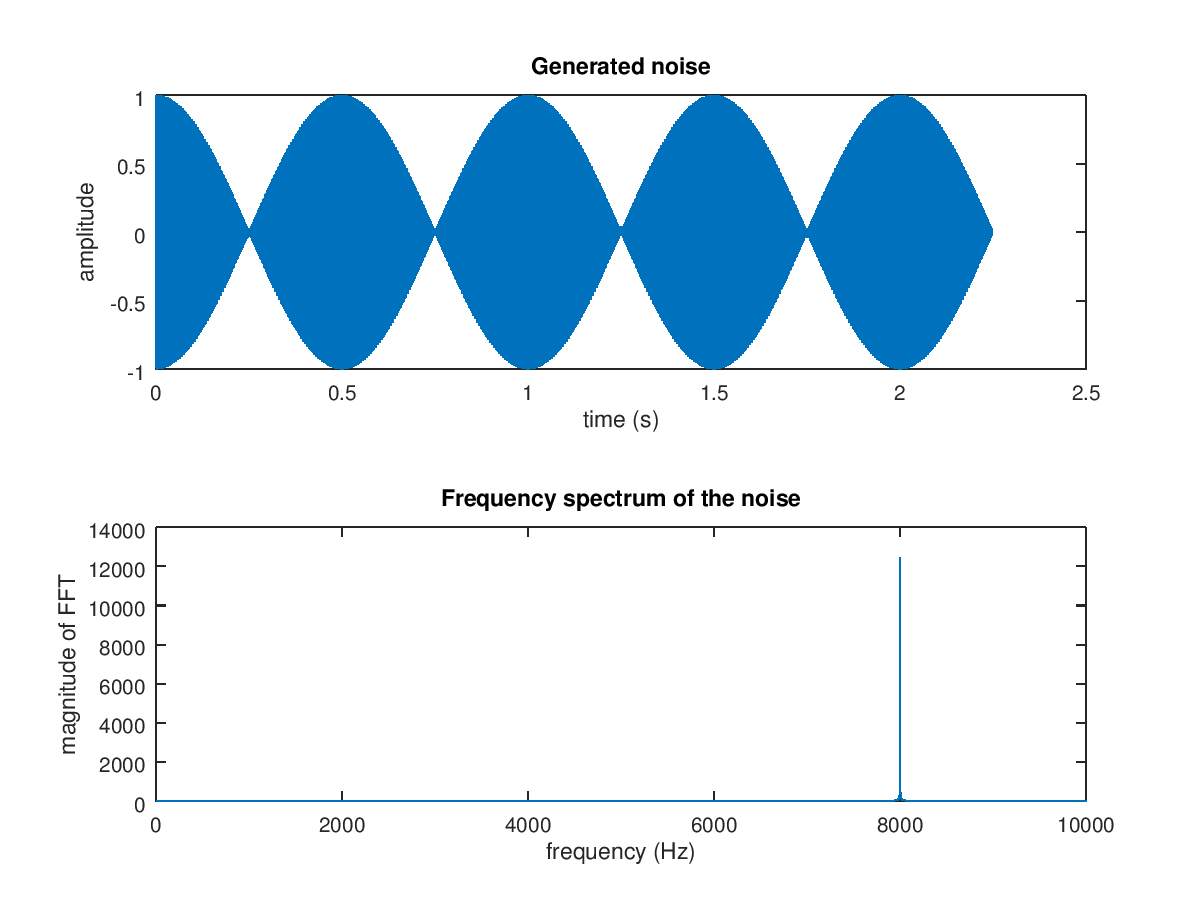 Generated noise
1
0.5
0
-0.5
-1
amplitude
0 0.5 1 1.5 2 2.5
time (s)
Frequency spectrum of the noise
14000
12000
10000
8000
6000
4000
2000
0
magnitude of FFT
0 2000 4000 6000 8000 10000
frequency (Hz)